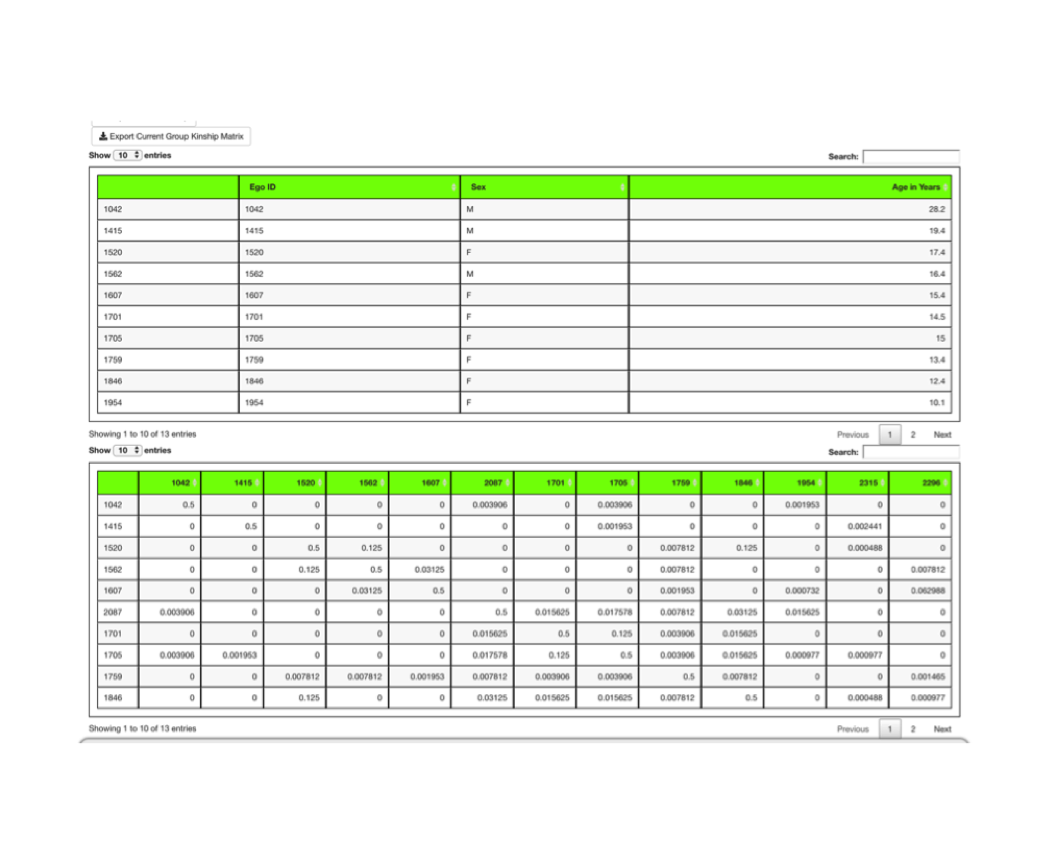 Export Current Group Kinship Matrix
Show 10 entries
Search:
Ego ID Sex Age in Years
1042 1042 M 28.2
1415 1415 M 19.4
1520 1520 F 17.4
1562 1562 M 16.4
1607 1607 F 15.4
1701 1701 F 14.5
1705 1705 F 15
1759 1759 F 13.4
1846 1846 F 12.4
1954 1954 F 10.1
Showing 1 to 10 of 13 entries
Previous 1 2 Next
Show 10 entries
Search:
1042 1415 1520 1562 1607 2087 1701 1705 1759 1846 1954 2315 2296
1042 0.5 0 0 0 0 0.003906 0 0.003906 0 0 0.001953 0 0
1415 0 0.5 0 0 0 0 0 0.001953 0 0 0 0.002441 0
1520 0 0 0.5 0.125 0 0 0 0 0.007812 0.125 0 0.000488 0
1562 0 0 0.125 0.5 0.03125 0 0 0 0.007812 0 0 0 0.007812
1607 0 0 0 0.03125 0.5 0 0 0 0.001953 0 0.000732 0 0.062988
2087 0.003906 0 0 0 0 0.5 0.015625 0.017578 0.007812 0.03125 0.015625 0 0
1701 0 0 0 0 0 0.015625 0.5 0.125 0.003906 0.015625 0 0 0
1705 0.003906 0.001953 0 0 0 0.017578 0.125 0.5 0.003906 0.015625 0.000977 0.000977 0
1759 0 0 0.007812 0.007812 0.001953 0.007812 0.003906 0.003906 0.5 0.007812 0 0 0.001465
1846 0 0 0.125 0 0 0.03125 0.015625 0.015625 0.007812 0.5 0 0.000488 0.000977
Showing 1 to 10 of 13 entries
Previous 1 2 Next